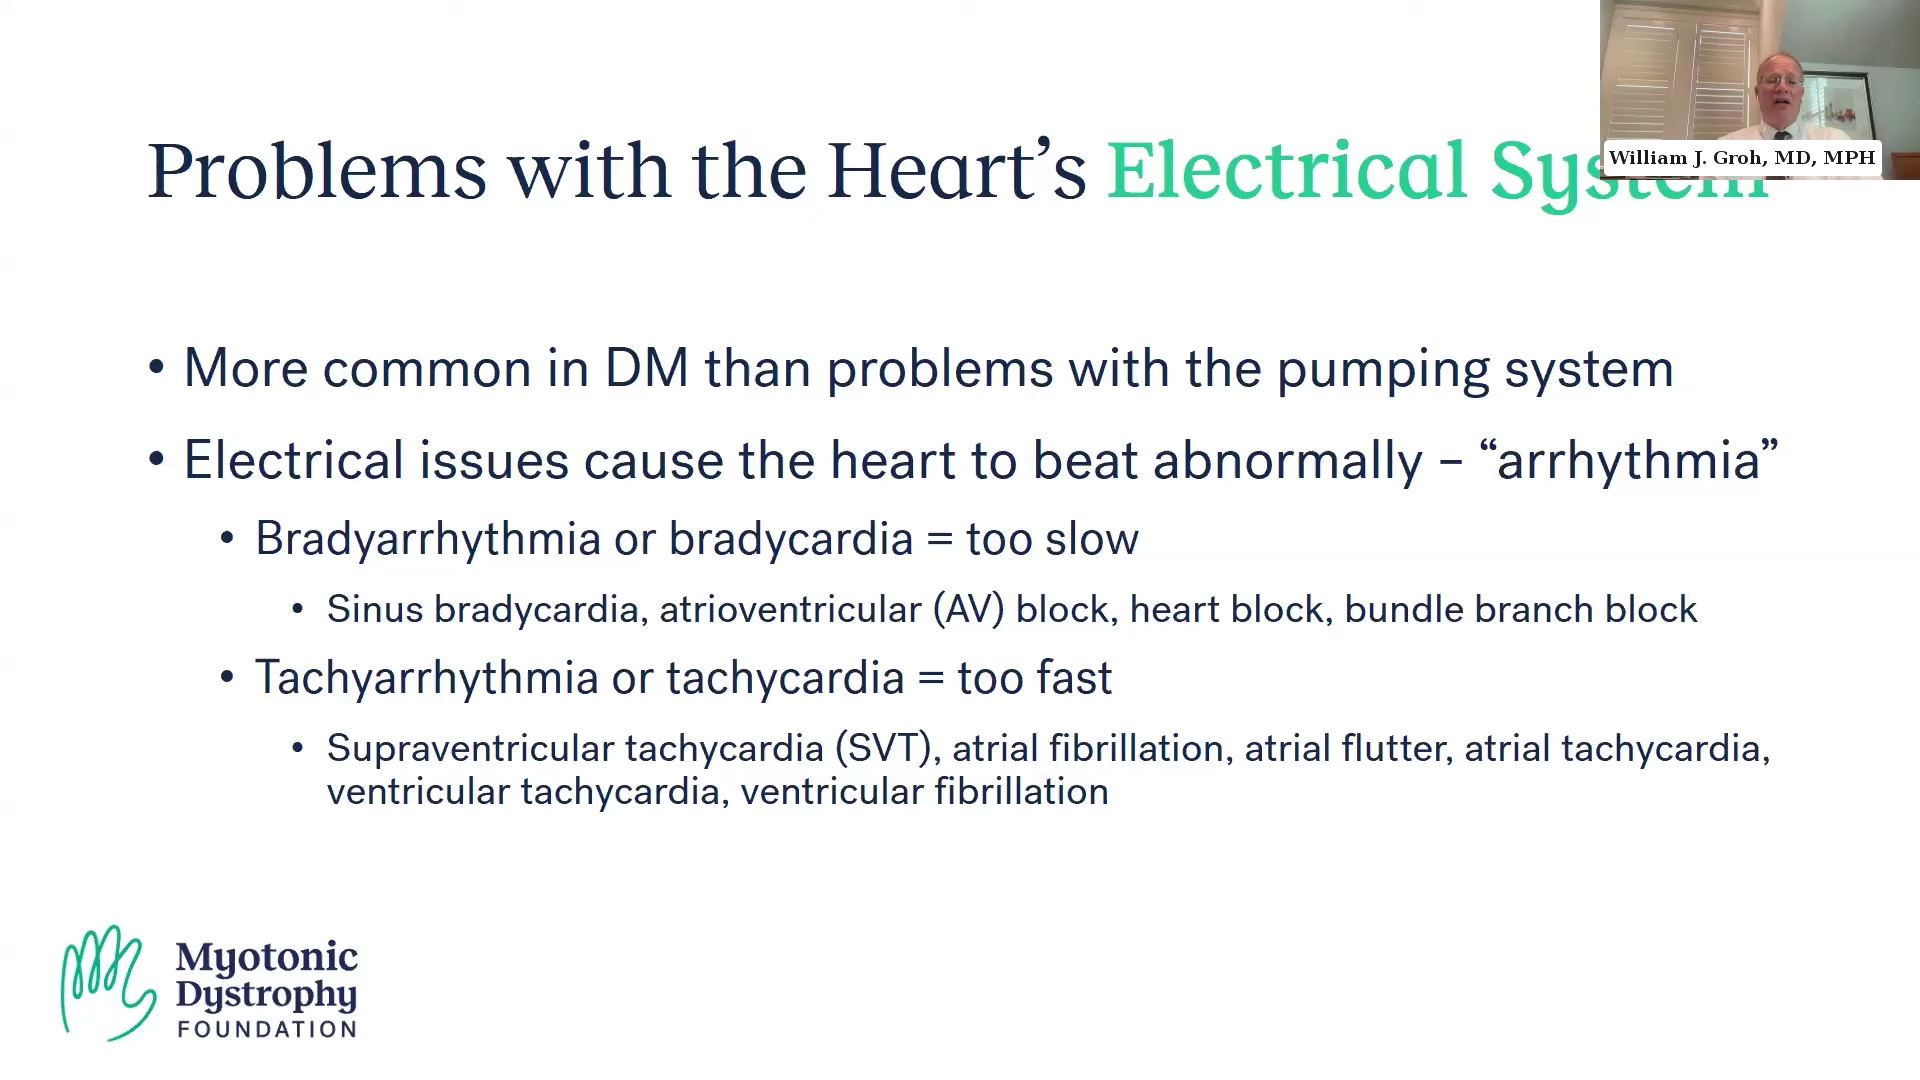 Problems with the Heart’s Electrical System
William J. Groh, MD, MPH
• More common in DM than problems with the pumping system
• Electrical issues cause the heart to beat abnormally – “arrhythmia”
• Bradyarrhythmia or bradycardia = too slow
• Sinus bradycardia, atrioventricular (AV) block, heart block, bundle branch block
• Tachyarrhythmia or tachycardia = too fast
• Supraventricular tachycardia (SVT), atrial fibrillation, atrial flutter, atrial tachycardia,
ventricular tachycardia, ventricular fibrillation
Myotonic
Dystrophy
FOUNDATION